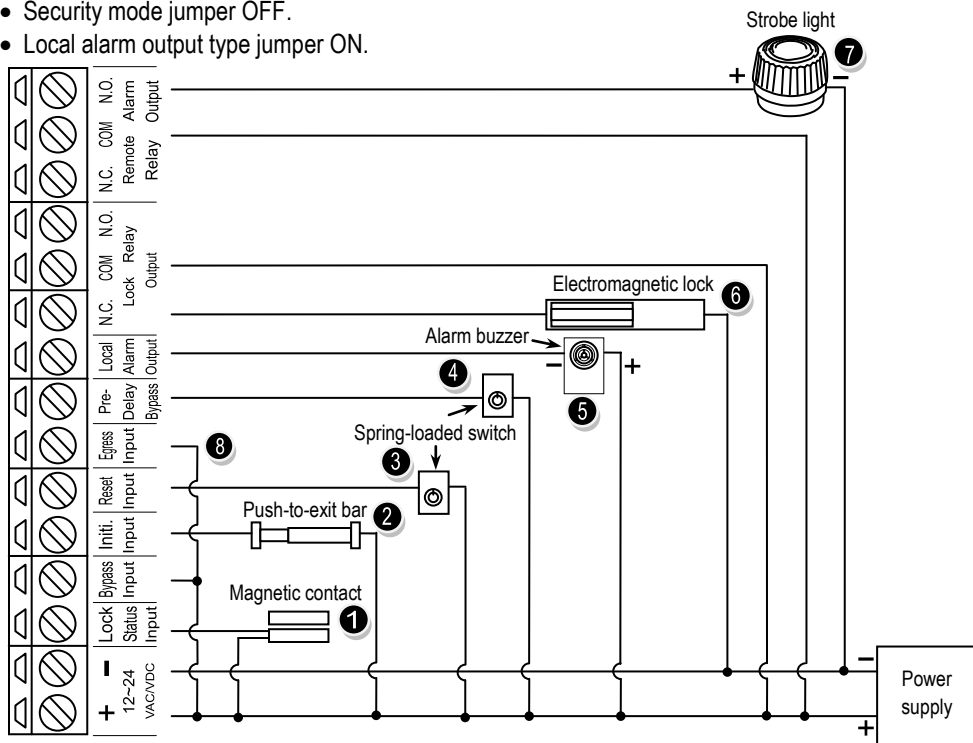 • Security mode jumper OFF.
• Local alarm output type jumper ON.
Strobe light
7
+
−
N.C. COM N.O.
Remote Alarm
Relay Output
N.C. COM N.O.
Lock Relay
Output
Electromagnetic lock
6
Local
Alarm
Output
Alarm buzzer
−
+
5
Pre-
Delay
Bypass
4
Spring-loaded switch
Egress
Input
8
3
Reset
Input
Push-to-exit bar
2
Initi.
Input
Bypass
Input
Magnetic contact
1
Lock
Status
Input
+ −
12~24
VAC/VDC
−
Power
supply
+